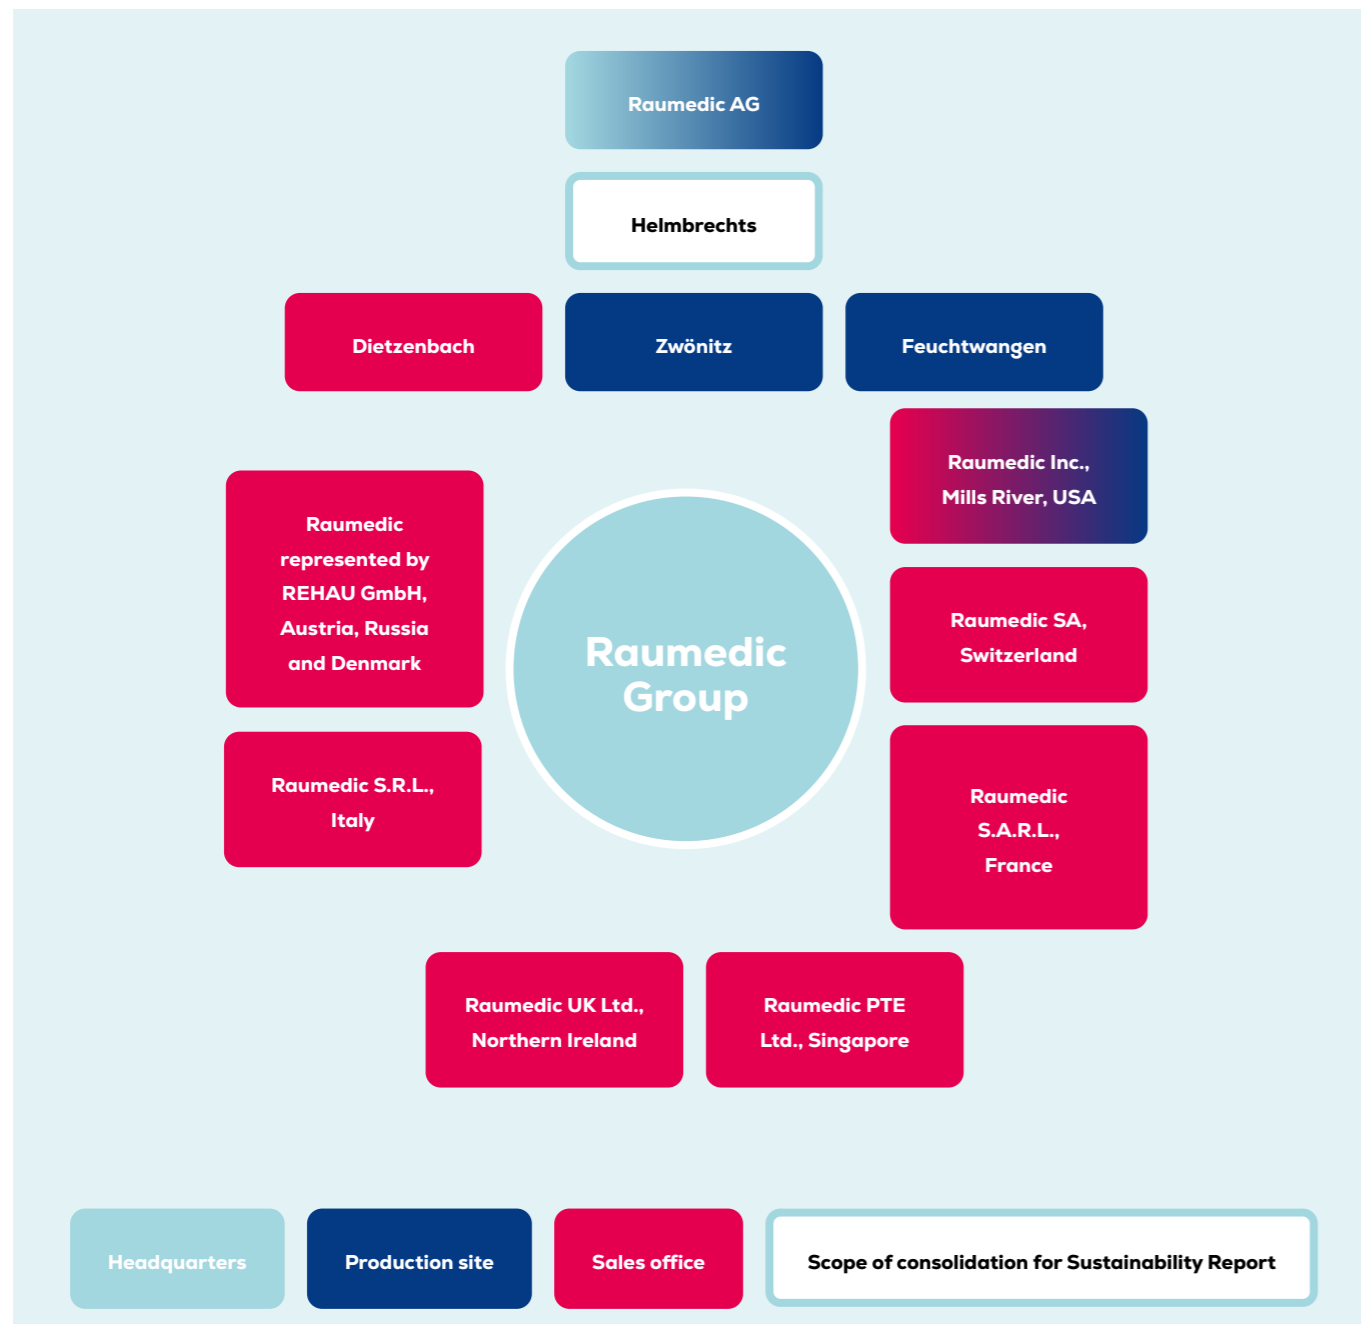 Raumedic AG
Helmbrechts
Dietzenbach
Zwönitz
Feuchtwangen
Raumedic Inc.,
Mills River, USA
Raumedic
represented by
REHAU GmbH,
Austria, Russia
and Denmark
Raumedic
Group
Raumedic SA,
Switzerland
Raumedic S.R.L.,
Italy
Raumedic
S.A.R.L.,
France
Raumedic UK Ltd.,
Northern Ireland
Raumedic PTE
Ltd., Singapore
Headquarters
Production site
Sales office
Scope of consolidation for Sustainability Report